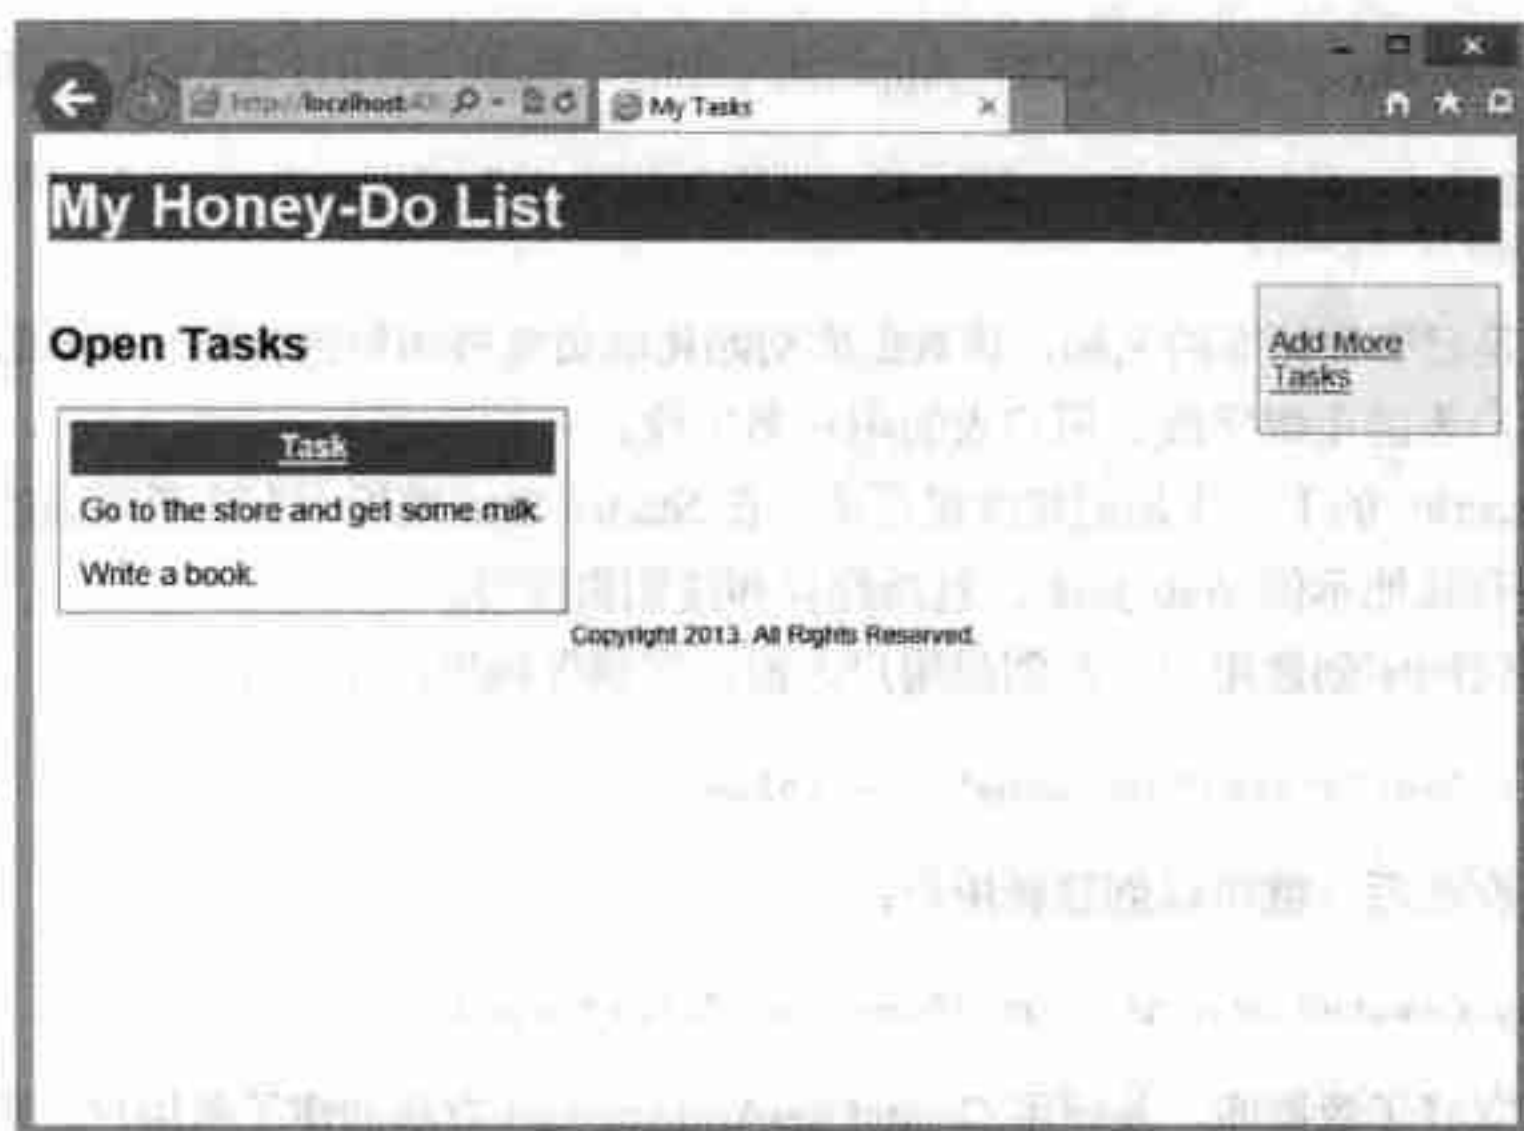 http://localhost:4
My Tasks
My Honey-Do List
Open Tasks
Add More
Tasks
Task
Go to the store and get some milk.
Write a book.
Copyright 2013. All Rights Reserved.